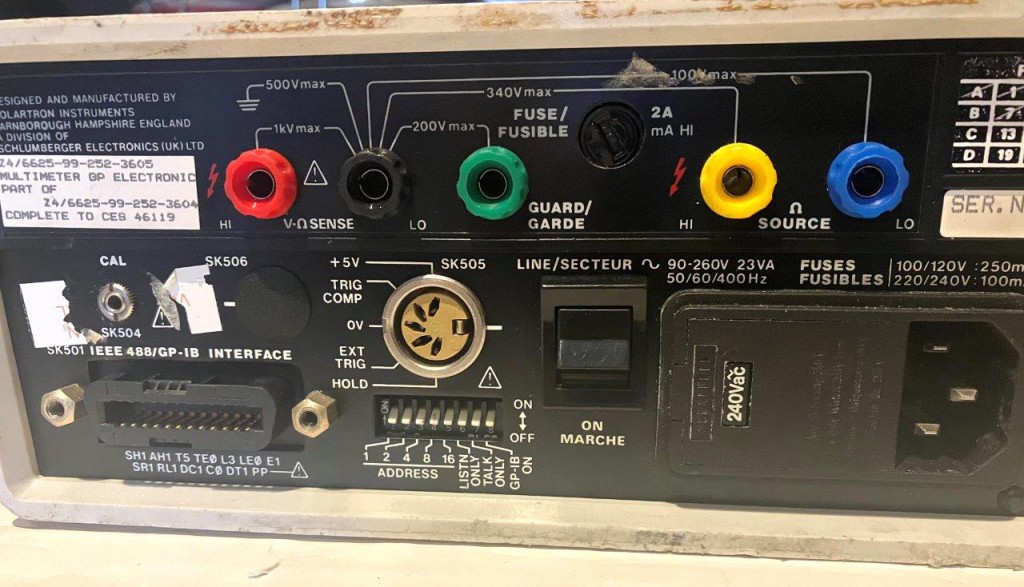 DESIGNED AND MANUFACTURED BY
SOLARTRON INSTRUMENTS
FARNBOROUGH HAMPSHIRE ENGLAND
A DIVISION OF
SCHLUMBERGER ELECTRONICS (UK) LTD
Z4/6625-99-252-3605
MULTIMETER GP ELECTRONIC
PART OF
Z4/6625-99-252-3604
COMPLETE TO CES 46119
500Vmax
340Vmax
100Vmax
1kVmax
200Vmax
FUSE/
FUSIBLE
2A
mA HI
HI
V-Ω SENSE
LO
GUARD/
GARDE
HI
Ω
SOURCE
LO
A 1
B
C 13
D 19
SER.N
CAL
SK506
SK504
+5V
SK505
TRIG
COMP
0V
EXT
TRIG
HOLD
LINE/SECTEUR ∿ 90-260V 23VA
50/60/400Hz
FUSES
FUSIBLES
100/120V :250m
220/240V :100m
SK501 IEEE 488/GP-IB INTERFACE
SH1 AH1 T5 TE0 L3 LE0 E1
SR1 RL1 DC1 C0 DT1 PP
ON
ON
OFF
1 2 4 8 16
ADDRESS
LISTN
ONLY
TALK
ONLY
GP-IB
ON
ON
MARCHE
240Vac